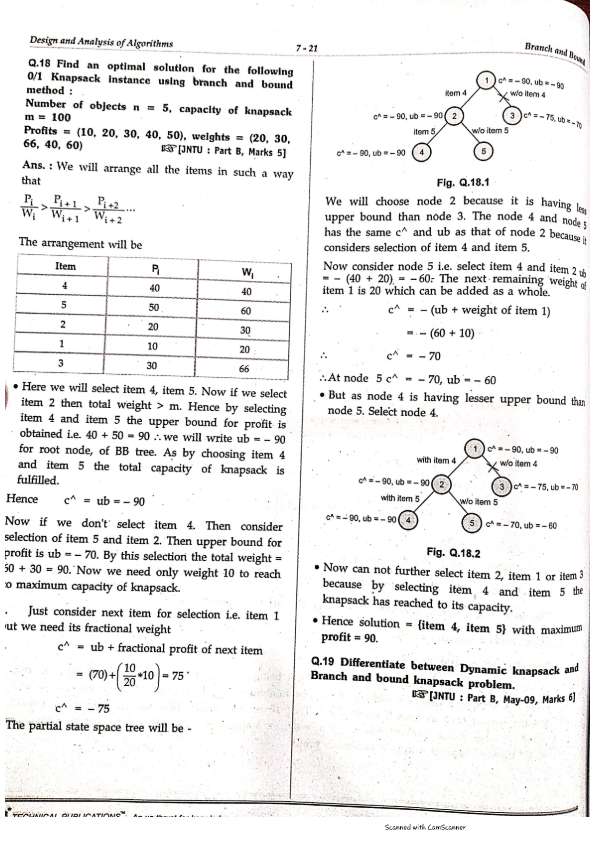 Design and Analysis of Algorithms
7 - 21
Branch and Bound
Q.18 Find an optimal solution for the following
0/1 Knapsack instance using branch and bound
method :
Number of objects n = 5, capacity of knapsack
m = 100
Profits = (10, 20, 30, 40, 50), weights = (20, 30,
66, 40, 60)
[JNTU : Part B, Marks 5]
Ans. : We will arrange all the items in such a way
that
P_i/W_i > P_{i+1}/W_{i+1} > P_{i+2}/W_{i+2} ...
The arrangement will be
Item P_i W_i
4 40 40
5 50 60
2 20 30
1 10 20
3 30 66
• Here we will select item 4, item 5. Now if we select
item 2 then total weight > m. Hence by selecting
item 4 and item 5 the upper bound for profit is
obtained i.e. 40 + 50 = 90 ∴ we will write ub = - 90
for root node, of BB tree. As by choosing item 4
and item 5 the total capacity of knapsack is
fulfilled.
Hence c^ = ub = - 90
Now if we don't select item 4. Then consider
selection of item 5 and item 2. Then upper bound for
profit is ub = - 70. By this selection the total weight =
60 + 30 = 90. Now we need only weight 10 to reach
to maximum capacity of knapsack.
Just consider next item for selection i.e. item 1
but we need its fractional weight
c^ = ub + fractional profit of next item
= (70)+(10/20 *10) = 75
c^ = - 75
The partial state space tree will be -
1 c^ = - 90, ub = - 90
item 4 w/o item 4
c^ = - 90, ub = - 90 2 3 c^ = - 75, ub = - 70
item 5 w/o item 5
c^ = - 90, ub = - 90 4 5
Fig. Q.18.1
We will choose node 2 because it is having less
upper bound than node 3. The node 4 and node 5
has the same c^ and ub as that of node 2 because it
considers selection of item 4 and item 5.
Now consider node 5 i.e. select item 4 and item 2 ub
= - (40 + 20) = - 60. The next remaining weight of
item 1 is 20 which can be added as a whole.
∴ c^ = - (ub + weight of item 1)
= - (60 + 10)
∴ c^ = - 70
∴ At node 5 c^ = - 70, ub = - 60
• But as node 4 is having lesser upper bound than
node 5. Select node 4.
1 c^ = - 90, ub = - 90
with item 4 w/o item 4
c^ = - 90, ub = - 90 2 3 c^ = - 75, ub = - 70
with item 5 w/o item 5
c^ = - 90, ub = - 90 4 5 c^ = - 70, ub = - 60
Fig. Q.18.2
• Now can not further select item 2, item 1 or item 3
because by selecting item 4 and item 5 the
knapsack has reached to its capacity.
• Hence solution = {item 4, item 5} with maximum
profit = 90.
Q.19 Differentiate between Dynamic knapsack and
Branch and bound knapsack problem.
[JNTU : Part B, May-09, Marks 6]
TECHNICAL PUBLICATIONS™
Scanned with CamScanner